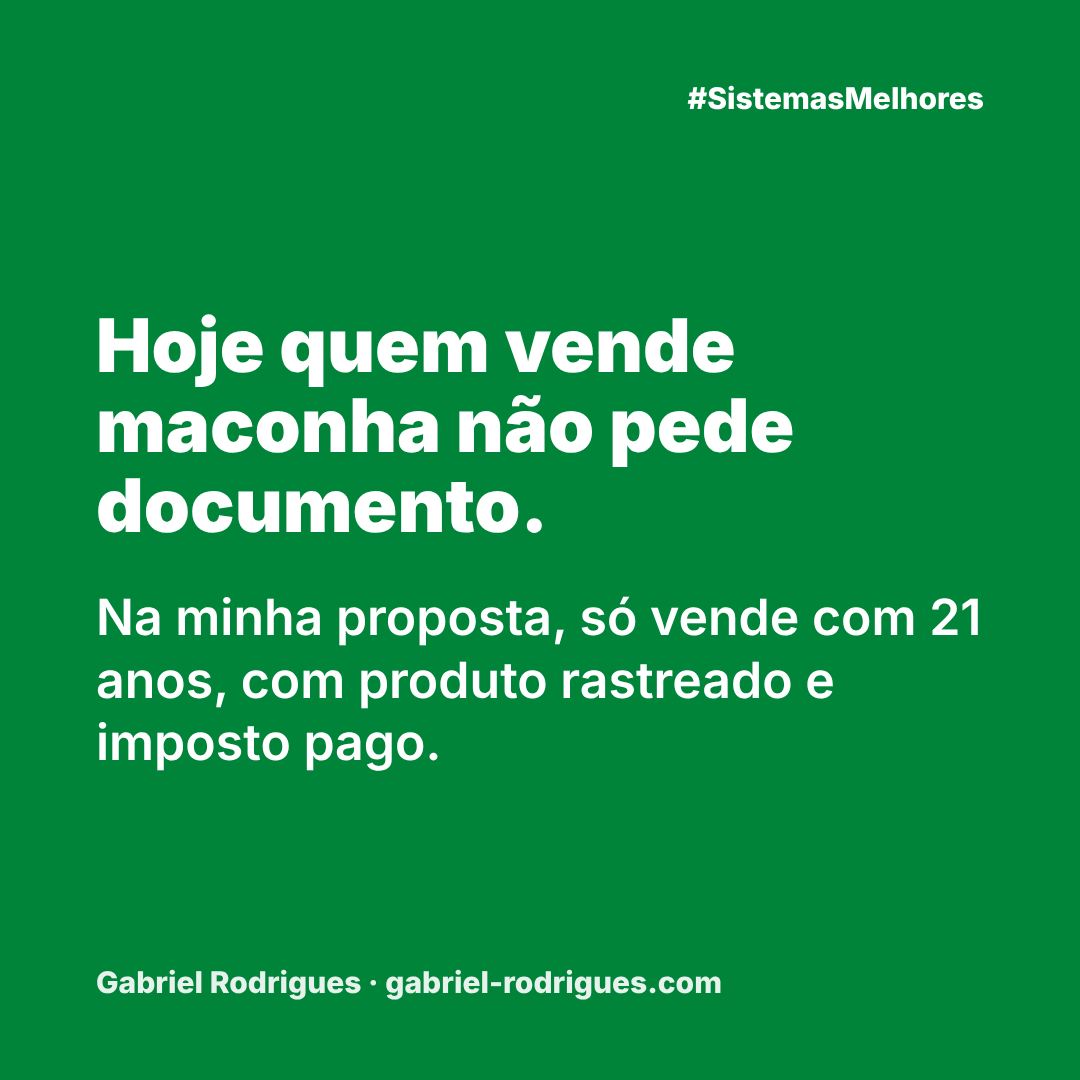 #SistemasMelhores
Hoje quem vende
maconha não pede
documento.
Na minha proposta, só vende com 21
anos, com produto rastreado e
imposto pago.
Gabriel Rodrigues · gabriel-rodrigues.com